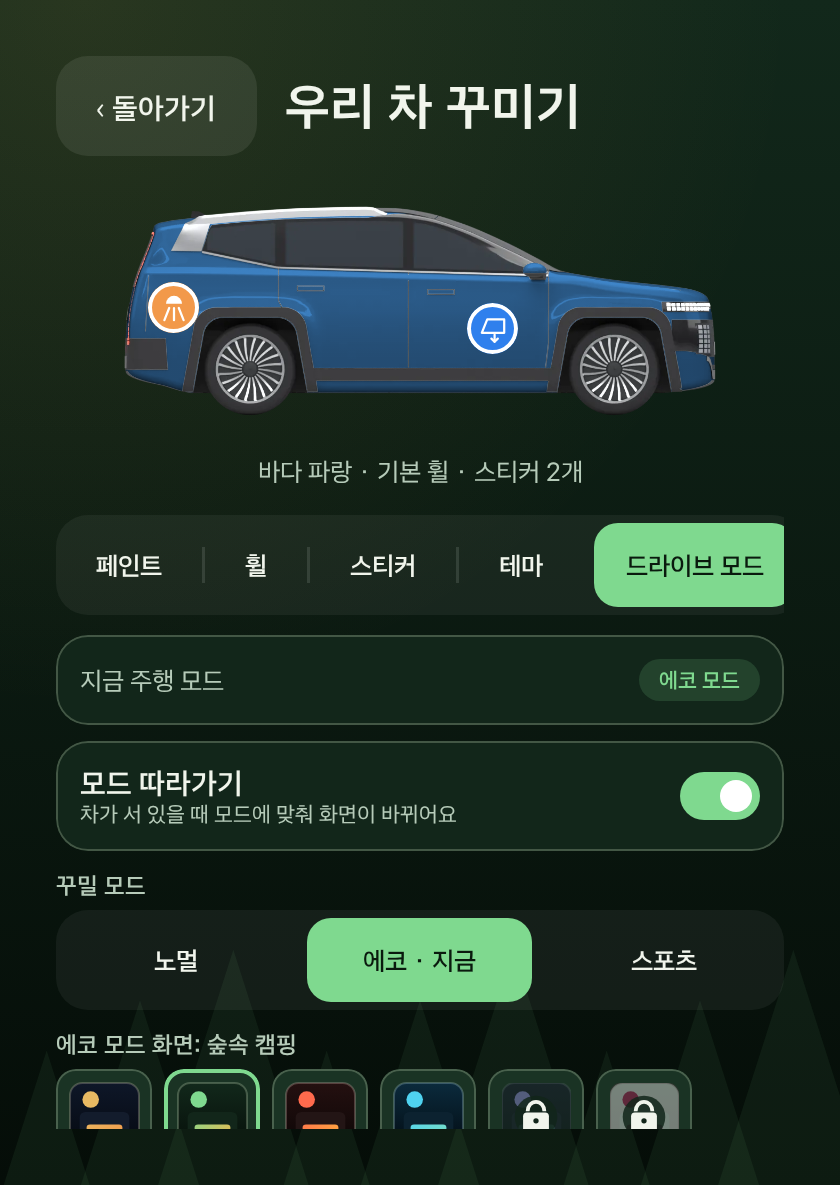 ‹ 돌아가기
우리 차 꾸미기
바다 파랑 · 기본 휠 · 스티커 2개
페인트 휠 스티커 테마 드라이브 모드
지금 주행 모드 에코 모드
모드 따라가기
차가 서 있을 때 모드에 맞춰 화면이 바뀌어요
꾸밀 모드
노멀 에코 · 지금 스포츠
에코 모드 화면: 숲속 캠핑